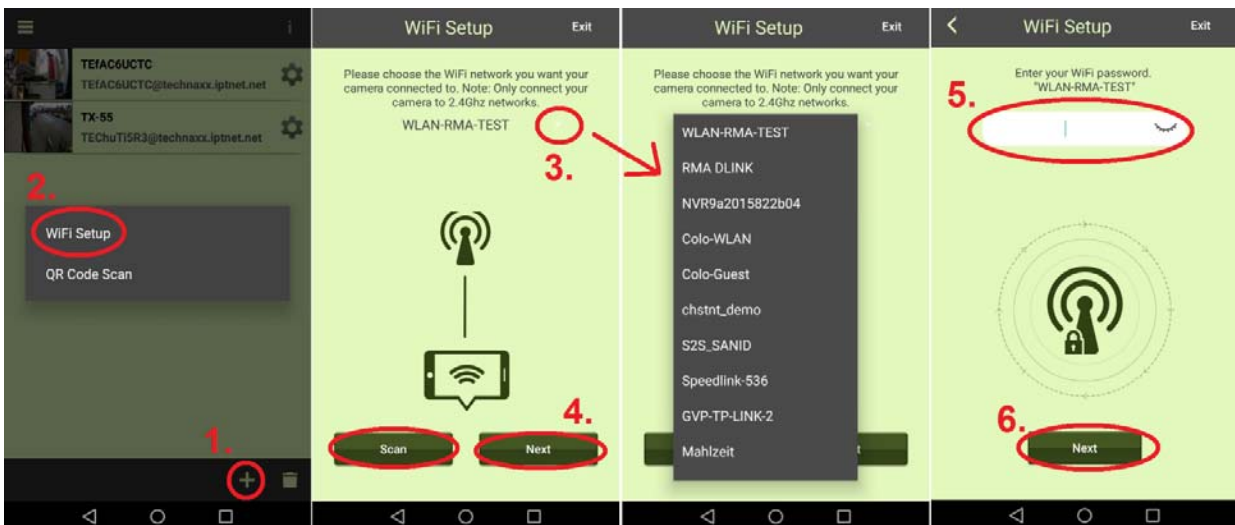 i
TEfAC6UCTC
TEfAC6UCTC@technaxx.iptnet.net
TX-55
TEChuTi5R3@technaxx.iptnet.net
2.
WiFi Setup
QR Code Scan
1.
WiFi Setup
Exit
Please choose the WiFi network you want your
camera connected to. Note: Only connect your
camera to 2.4Ghz networks.
WLAN-RMA-TEST
3.
4.
Scan
Next
WiFi Setup
Exit
Please choose the WiFi network you want your
camera connected to. Note: Only connect your
camera to 2.4Ghz networks.
WLAN-RMA-TEST
RMA DLINK
NVR9a2015822b04
Colo-WLAN
Colo-Guest
chstnt_demo
S2S_SANID
Speedlink-536
GVP-TP-LINK-2
Mahlzeit
WiFi Setup
Exit
Enter your WiFi password.
"WLAN-RMA-TEST"
5.
6.
Next